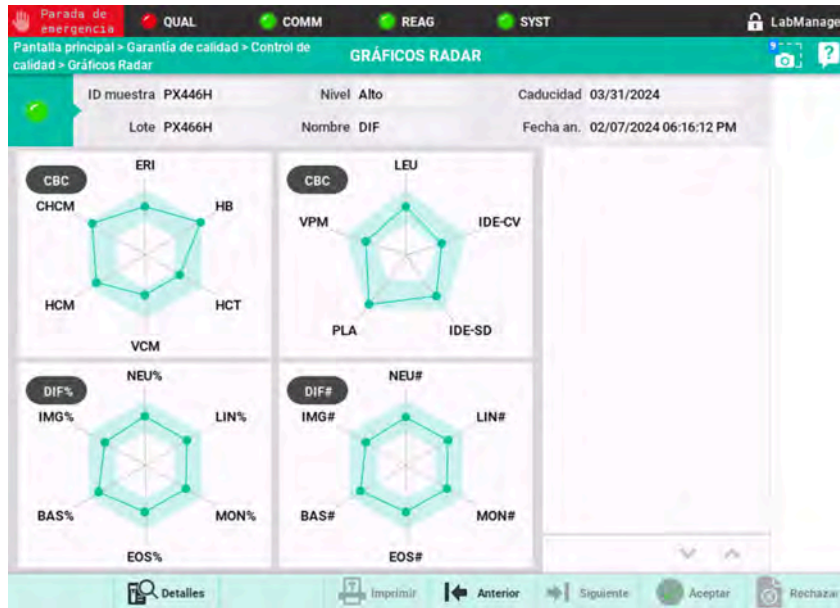 Parada de
emergencia
QUAL
COMM
REAG
SYST
LabManage
Pantalla principal > Garantía de calidad > Control de
calidad > Gráficos Radar
GRÁFICOS RADAR
9
?
ID muestra PX446H
Nivel Alto
Caducidad 03/31/2024
Lote PX466H
Nombre DIF
Fecha an. 02/07/2024 06:16:12 PM
CBC
ERI
HB
HCT
VCM
HCM
CHCM
CBC
LEU
IDE-CV
IDE-SD
PLA
VPM
DIF%
NEU%
LIN%
MON%
EOS%
BAS%
IMG%
DIF#
NEU#
LIN#
MON#
EOS#
BAS#
IMG#
Detalles
Imprimir
Anterior
Siguiente
Aceptar
Rechazar